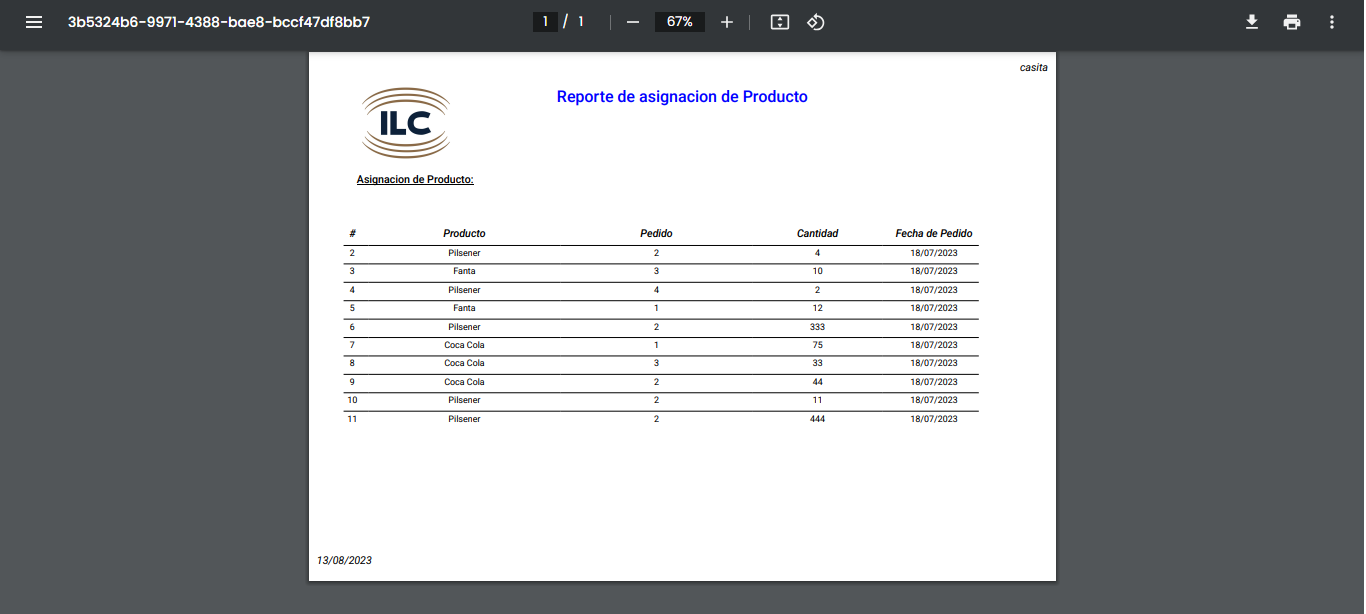 3b5324b6-9971-4388-bae8-bccf47df8bb7 1 / 1 67%
casita
Reporte de asignacion de Producto
ILC
Asignacion de Producto:
# Producto Pedido Cantidad Fecha de Pedido
2 Pilsener 2 4 18/07/2023
3 Fanta 3 10 18/07/2023
4 Pilsener 4 2 18/07/2023
5 Fanta 1 12 18/07/2023
6 Pilsener 2 333 18/07/2023
7 Coca Cola 1 75 18/07/2023
8 Coca Cola 3 33 18/07/2023
9 Coca Cola 2 44 18/07/2023
10 Pilsener 2 11 18/07/2023
11 Pilsener 2 444 18/07/2023
13/08/2023